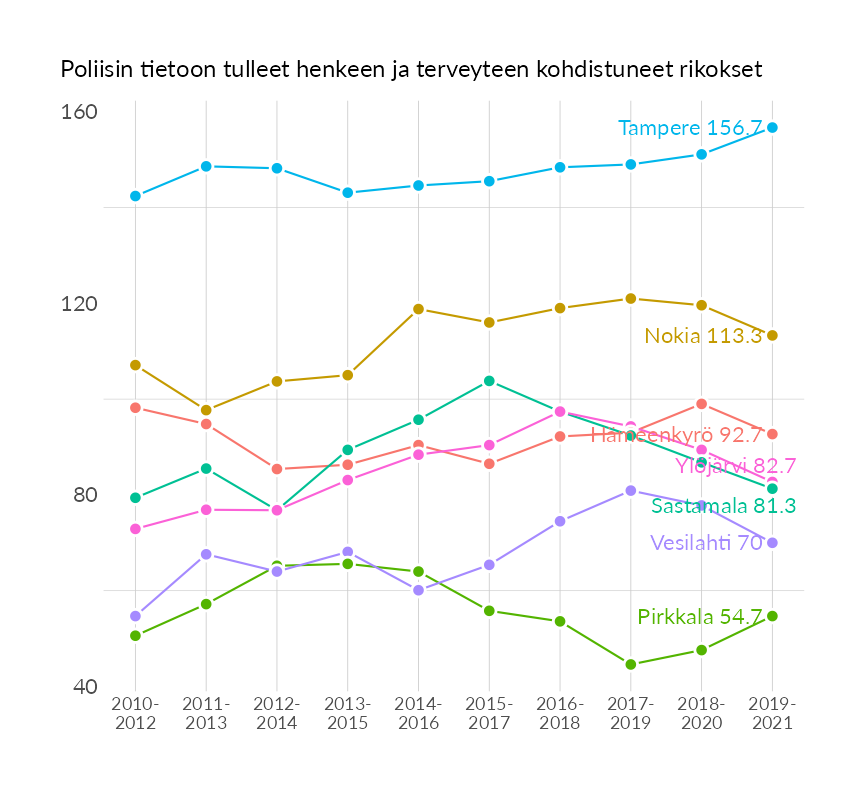 Poliisin tietoon tulleet henkeen ja terveyteen kohdistuneet rikokset
160
Tampere 156.7
120
Nokia 113.3
Hämeenkyrö 92.7
Ylöjärvi 82.7
80
Sastamala 81.3
Vesilahti 70
Pirkkala 54.7
40
2010- 2011- 2012- 2013- 2014- 2015- 2016- 2017- 2018- 2019-
2012 2013 2014 2015 2016 2017 2018 2019 2020 2021